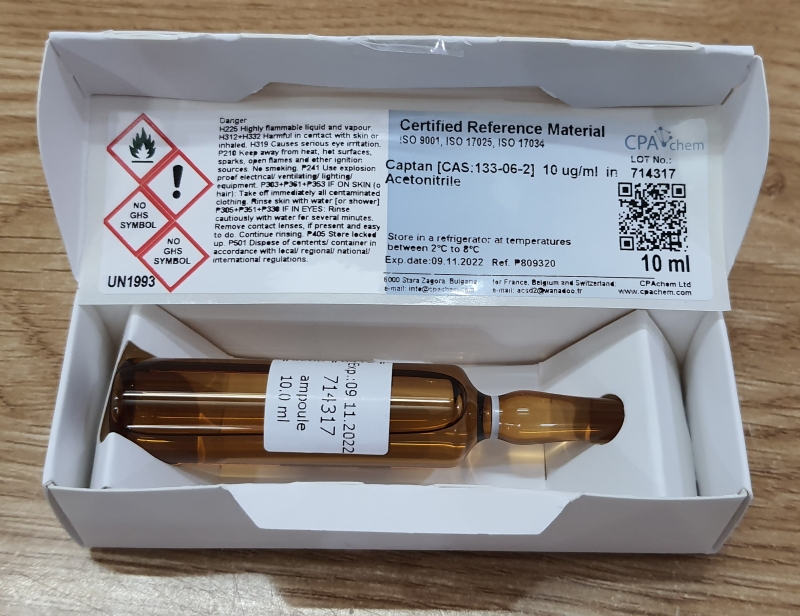 Danger
H225 Highly flammable liquid and vapour.
H312+H332 Harmful in contact with skin or
inhaled, H319 Causes serious eye irritation.
P210 Keep away from heat, hot surfaces,
sparks, open flames and other ignition
sources. No smoking. P241 Use explosion
proof electrical/ ventilating/ lighting/
equipment. P303+P361+P353 IF ON SKIN (o
hair): Take off immediately all contaminated
clothing. Rinse skin with water [or shower]
P305+P351+P338 IF IN EYES: Rinse
cautiously with water for several minutes.
Remove contact lenses, if present and easy
to do. Continue rinsing. P405 Store locked
up. P501 Dispose of contents/ container in
accordance with local/ regional/ national/
international regulations.
NO
GHS
SYMBOL
NO
GHS
SYMBOL
UN1993
Certified Reference Material
ISO 9001, ISO 17025, ISO 17034
Captan [CAS:133-06-2] 10 ug/ml in
Acetonitrile
Store in a refrigerator at temperatures
between 2°C to 8°C
Exp.date:09.11.2022 Ref. P809320
6000 Stara Zagora,
e-mail:
for France, Belgium and Switzerland,
e-mail: acsd2@wanadoo.fr
CPAchem
LOT No.:
714317
10 ml
CPAchem Ltd
www.cpachem.com
Exp.:09.11.2022
714317
ampoule
10.0 ml